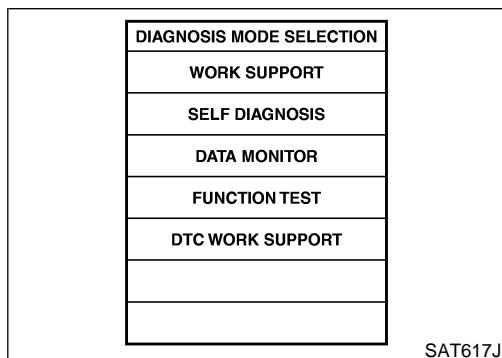 DIAGNOSIS MODE SELECTION
WORK SUPPORT
SELF DIAGNOSIS
DATA MONITOR
FUNCTION TEST
DTC WORK SUPPORT
SAT617J